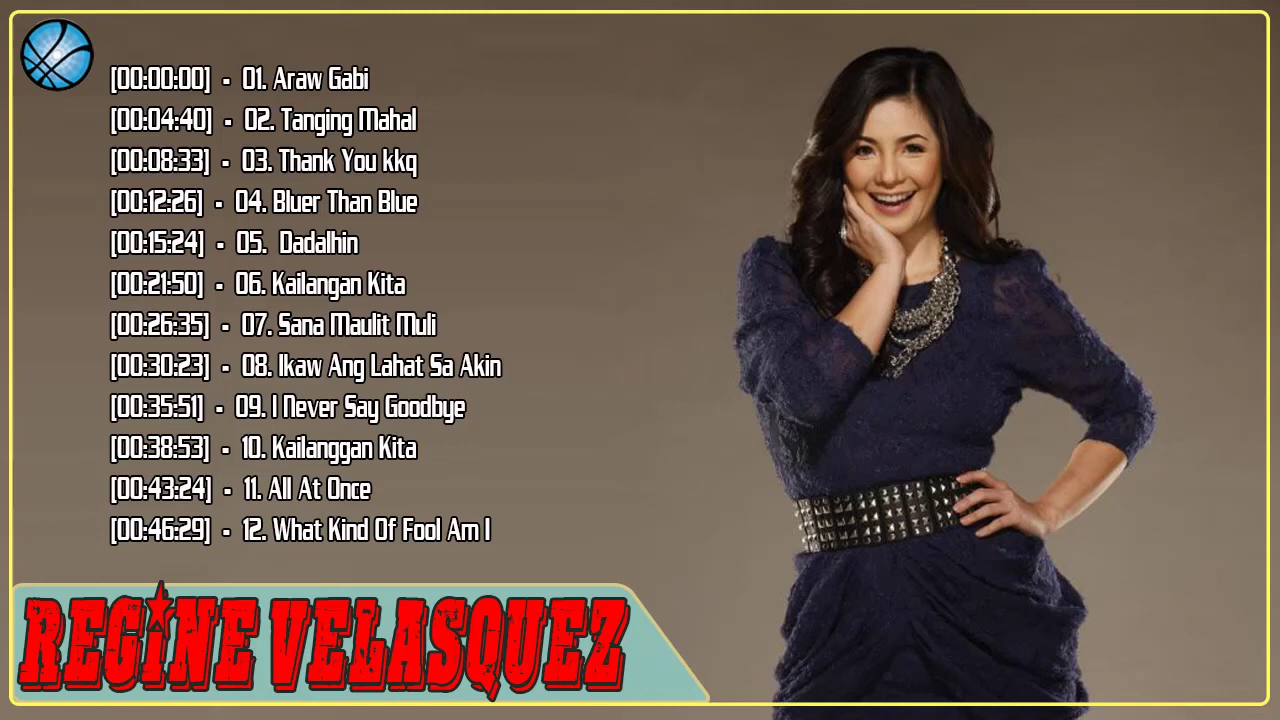 [00:00:00] - 01. Araw Gabi
[00:04:40] - 02. Tanging Mahal
[00:08:33] - 03. Thank You kkq
[00:12:26] - 04. Bluer Than Blue
[00:15:24] - 05. Dadalhin
[00:21:50] - 06. Kailangan Kita
[00:26:35] - 07. Sana Maulit Muli
[00:30:23] - 08. Ikaw Ang Lahat Sa Akin
[00:35:51] - 09. I Never Say Goodbye
[00:38:53] - 10. Kailanggan Kita
[00:43:24] - 11. All At Once
[00:46:29] - 12. What Kind Of Fool Am I
REGINE VELASQUEZ